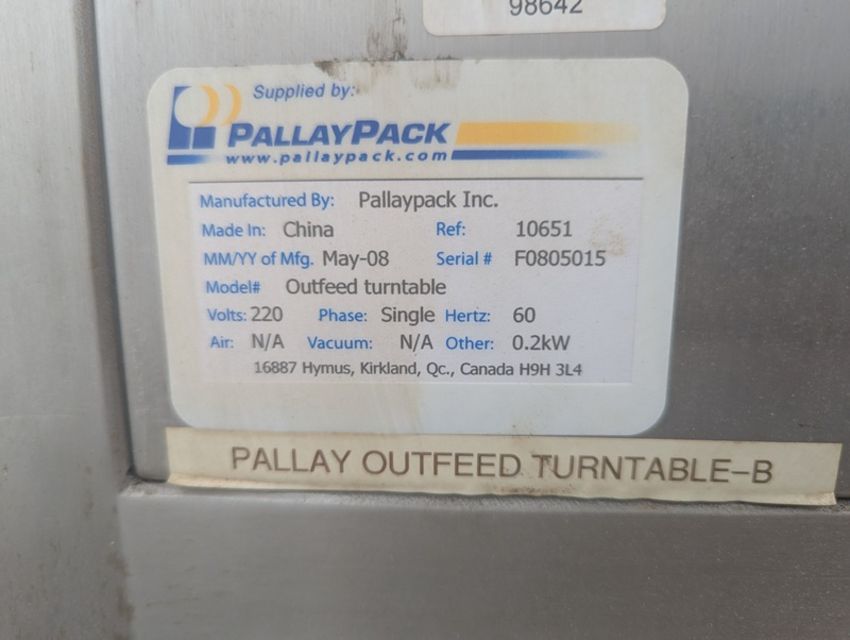 98642
Supplied by:
PALLAYPACK
www.pallaypack.com
Manufactured By: Pallaypack Inc.
Made In: China Ref: 10651
MM/YY of Mfg. May-08 Serial # F0805015
Model# Outfeed turntable
Volts: 220 Phase: Single Hertz: 60
Air: N/A Vacuum: N/A Other: 0.2kW
16887 Hymus, Kirkland, Qc., Canada H9H 3L4
PALLAY OUTFEED TURNTABLE-B